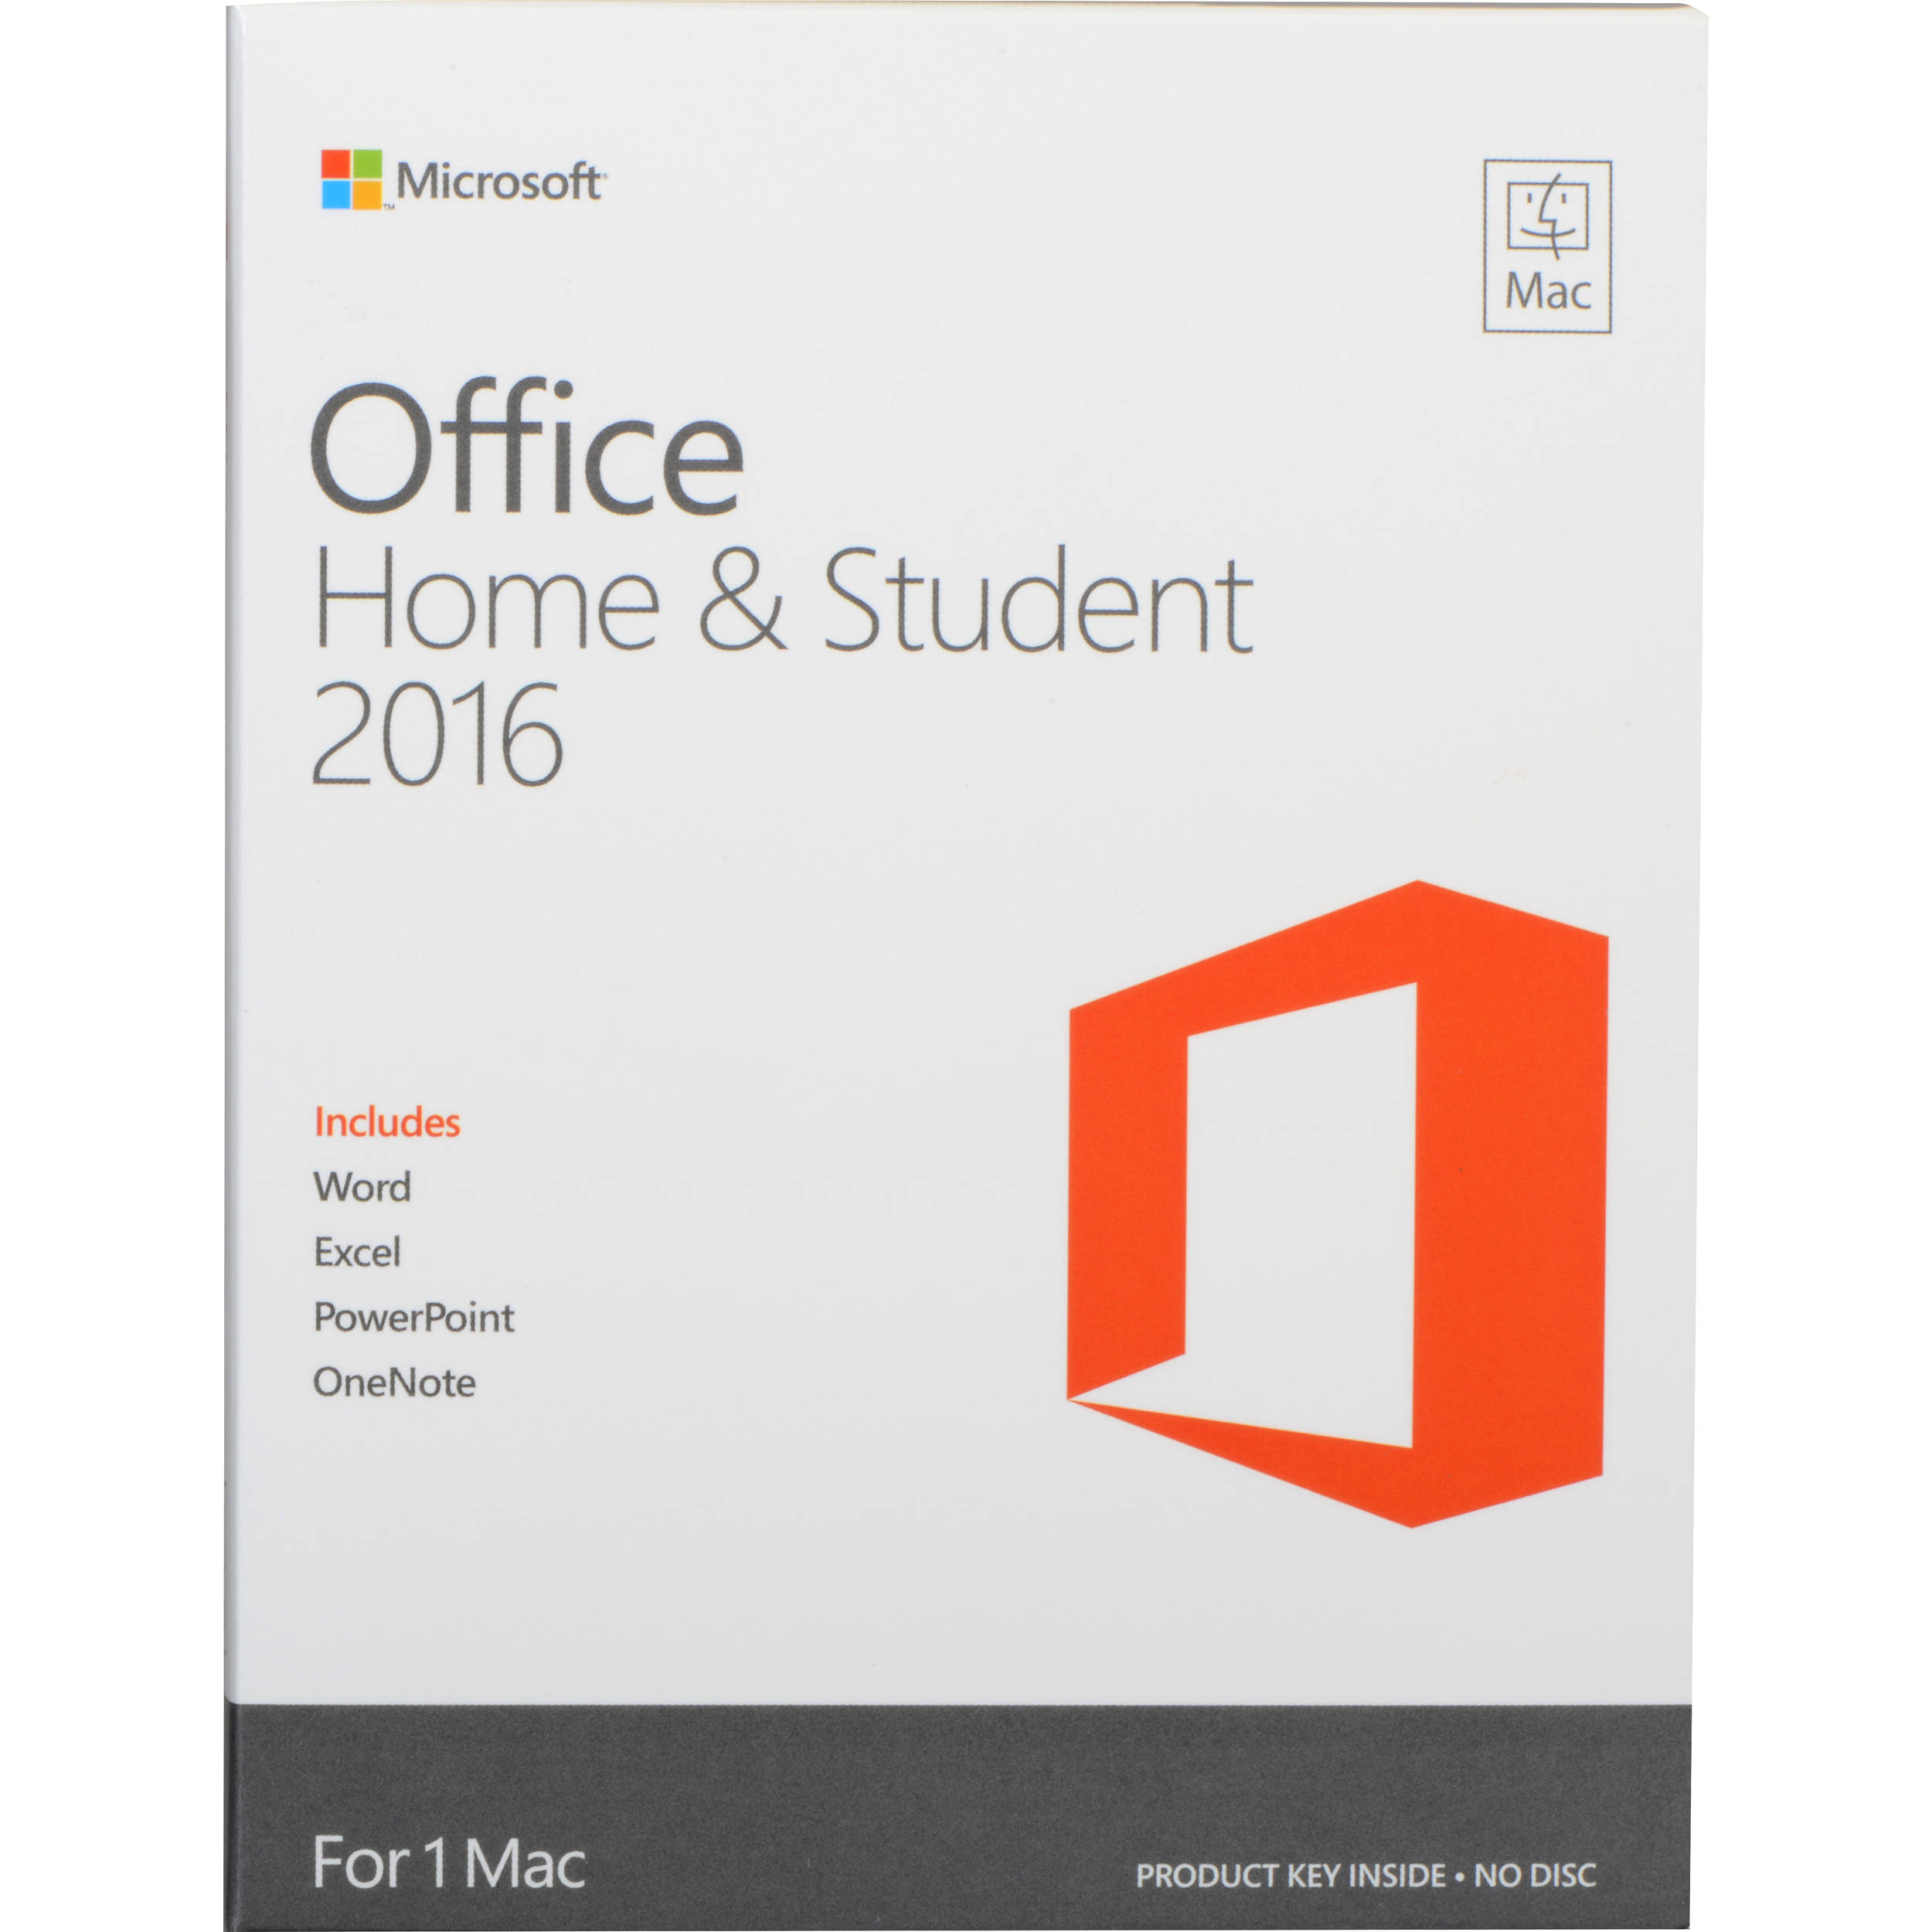 Microsoft
Mac
Office
Home & Student
2016
Includes
Word
Excel
PowerPoint
OneNote
For 1 Mac
PRODUCT KEY INSIDE • NO DISC